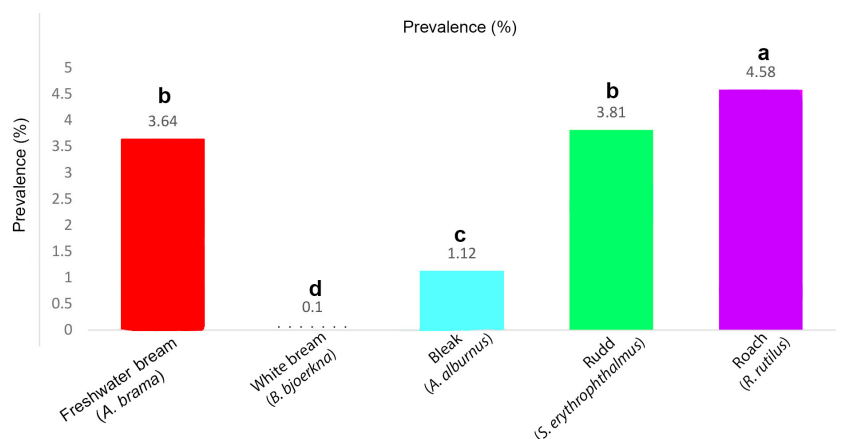 Prevalence (%)
Prevalence (%)
5
4.5
4
3.5
3
2.5
2
1.5
1
0.5
0
b
3.64
d
0.1
c
1.12
b
3.81
a
4.58
Freshwater bream
(A. brama)
White bream
(B. bjoerkna)
Bleak
(A. alburnus)
Rudd
(S. erythrophthalmus)
Roach
(R. rutilus)